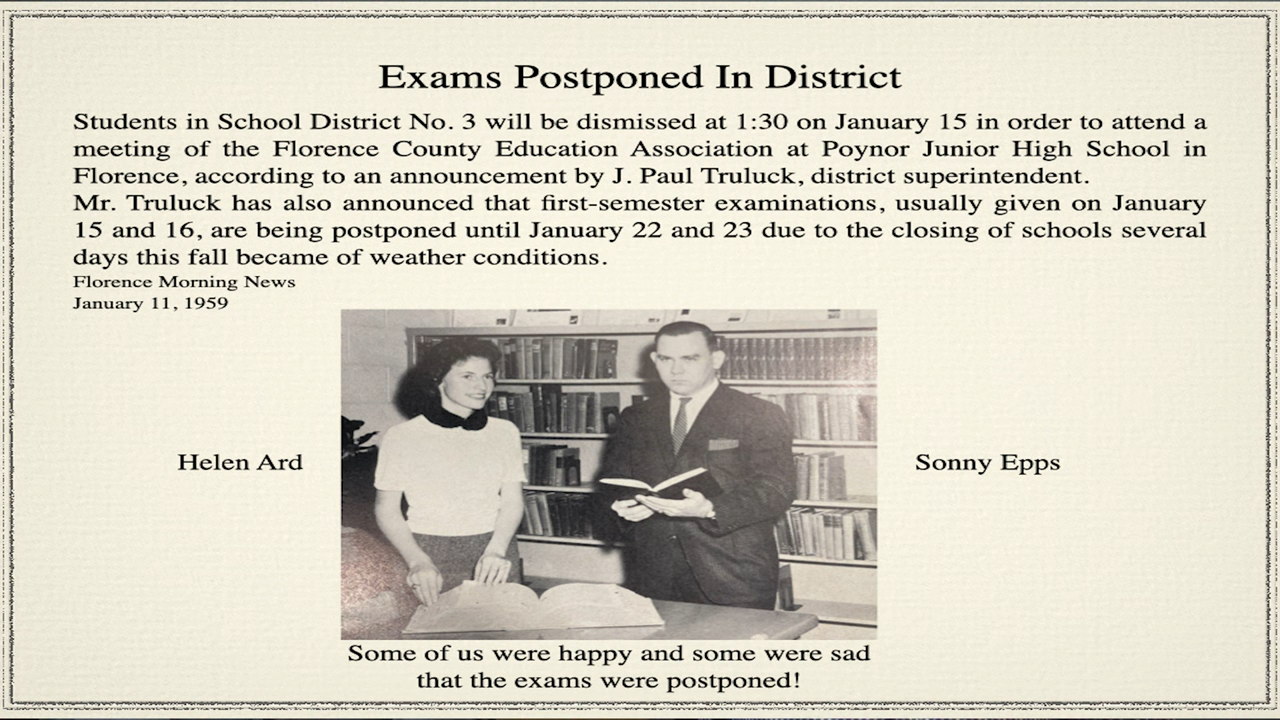 Exams Postponed In District
Students in School District No. 3 will be dismissed at 1:30 on January 15 in order to attend a
meeting of the Florence County Education Association at Poynor Junior High School in
Florence, according to an announcement by J. Paul Truluck, district superintendent.
Mr. Truluck has also announced that first-semester examinations, usually given on January
15 and 16, are being postponed until January 22 and 23 due to the closing of schools several
days this fall became of weather conditions.
Florence Morning News
January 11, 1959
Helen Ard
Sonny Epps
Some of us were happy and some were sad
that the exams were postponed!